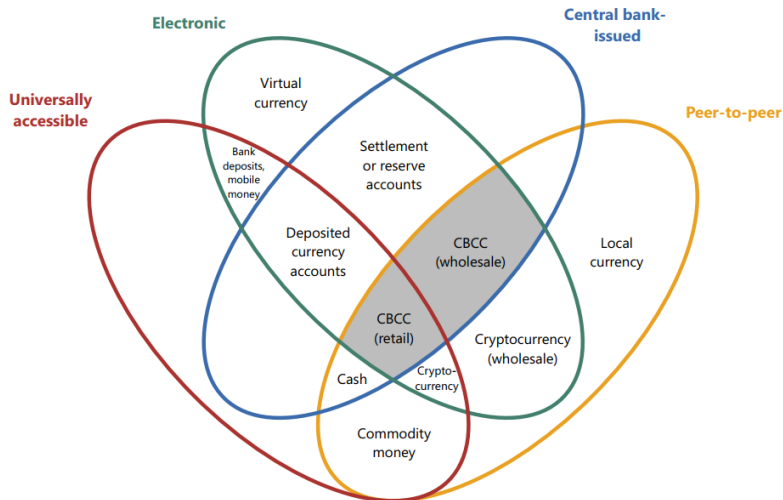 Central bank-
issued
Electronic
Universally
accessible
Virtual
currency
Peer-to-peer
Bank
deposits,
mobile
money
Settlement
or reserve
accounts
Deposited
currency
accounts
CBCC
(wholesale)
Local
currency
CBCC
(retail)
Cryptocurrency
(wholesale)
Cash
Crypto-
currency
Commodity
money